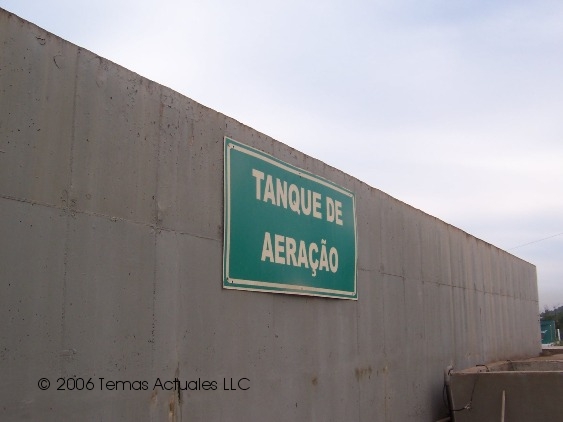 TANQUE DE
AERAÇÃO
© 2006 Temas Actuales LLC